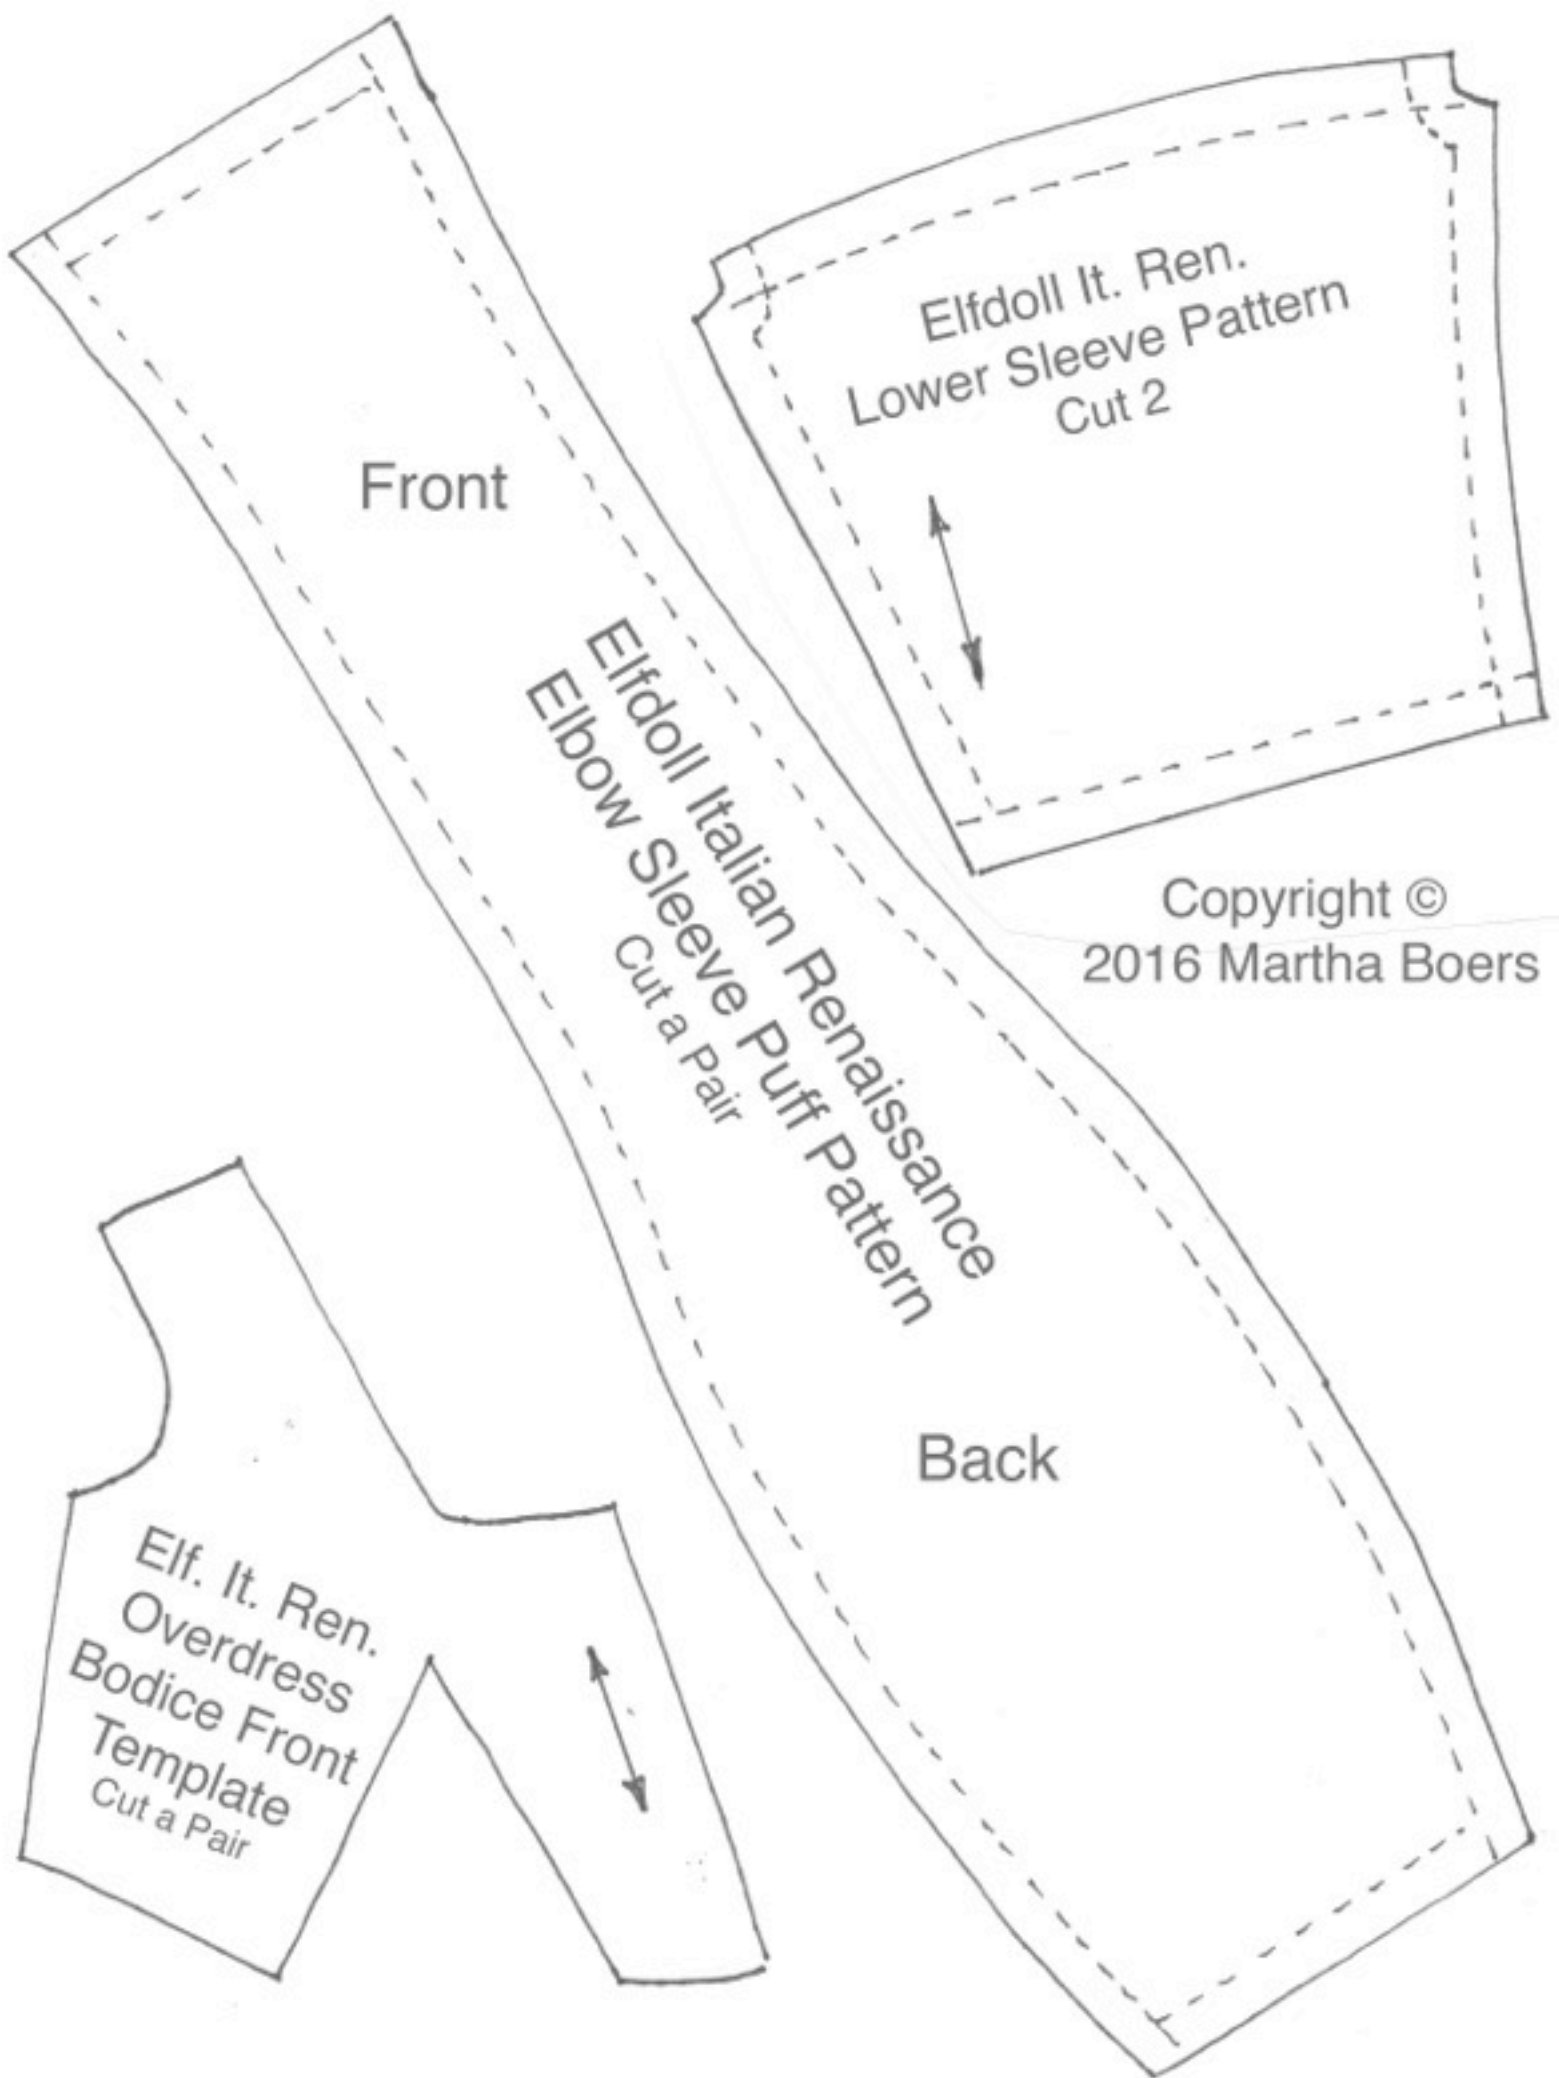 Elfdoll It. Ren.
Lower Sleeve Pattern
Cut 2
Front
Elfdoll Italian Renaissance
Elbow Sleeve Puff Pattern
Cut a Pair
Copyright ©
2016 Martha Boers
Back
Elf. It. Ren.
Overdress
Bodice Front
Template
Cut a Pair